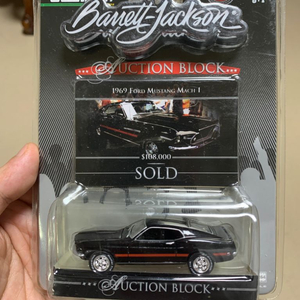 Barrett-Jackson
AUCTION BLOCK
1969 FORD MUSTANG MACH 1
$108,000
SOLD
AUCTION BLOCK